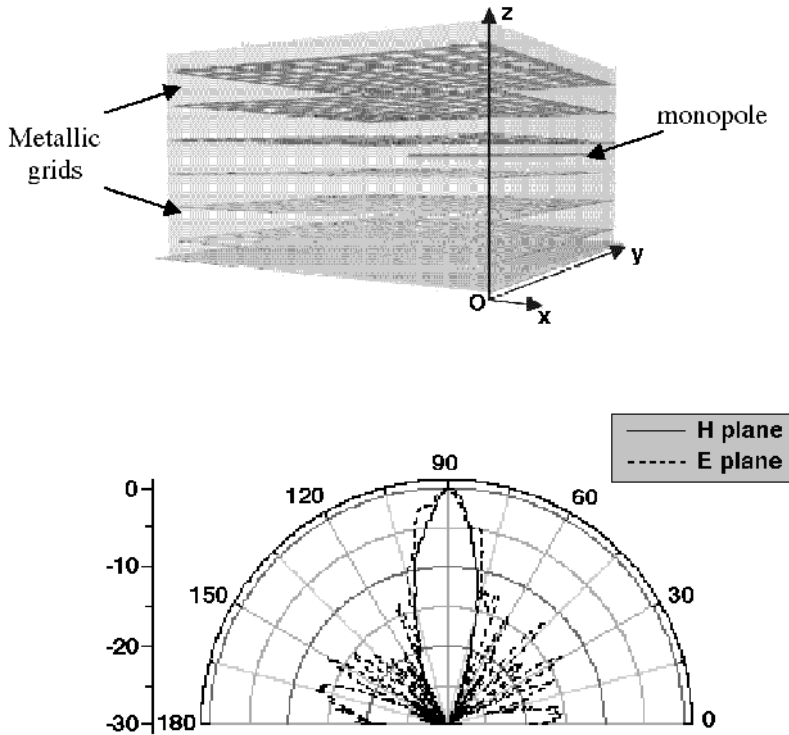 z
Metallic
grids
monopole
y
O
x
H plane
E plane
90
0
120
60
-10
150
30
-20
-30
180
0